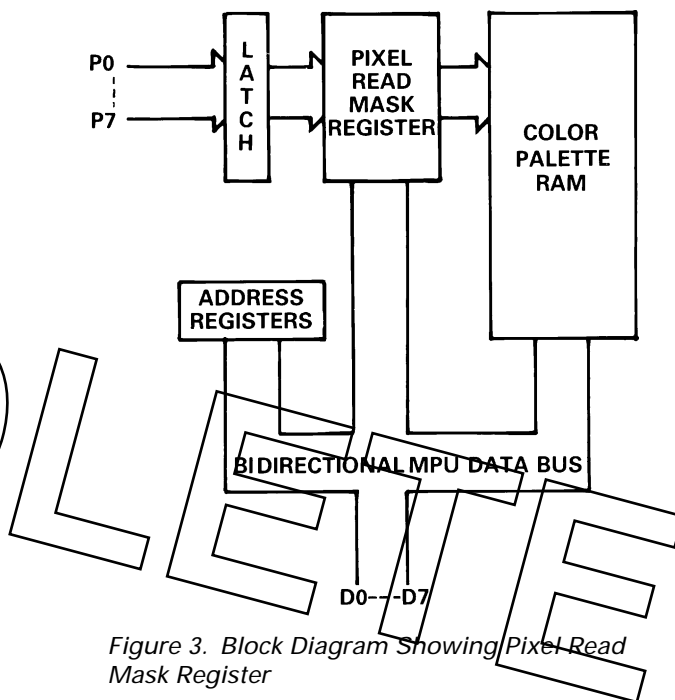 P0
P7
L
A
T
C
H
PIXEL
READ
MASK
REGISTER
COLOR
PALETTE
RAM
ADDRESS
REGISTERS
BIDIRECTIONAL MPU DATA BUS
D0---D7
LETE
Figure 3. Block Diagram Showing Pixel Read
Mask Register